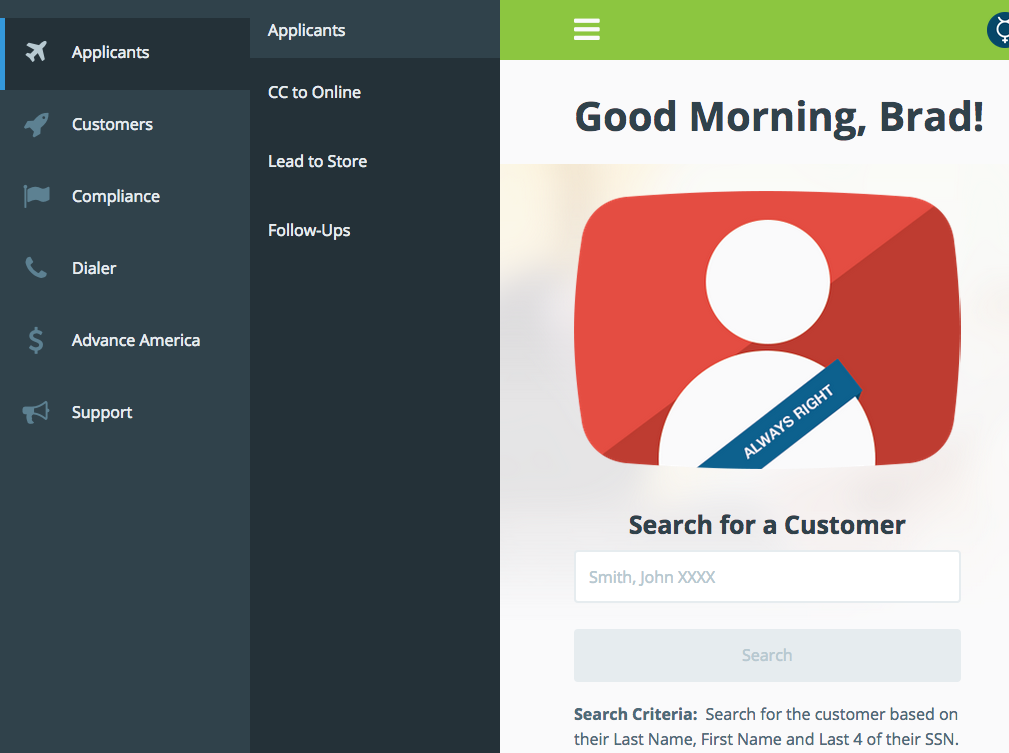 Applicants
Customers
Compliance
Dialer
Advance America
Support
Applicants
CC to Online
Lead to Store
Follow-Ups
Good Morning, Brad!
ALWAYS RIGHT
Search for a Customer
Smith, John XXXX
Search
Search Criteria: Search for the customer based on
their Last Name, First Name and Last 4 of their SSN.